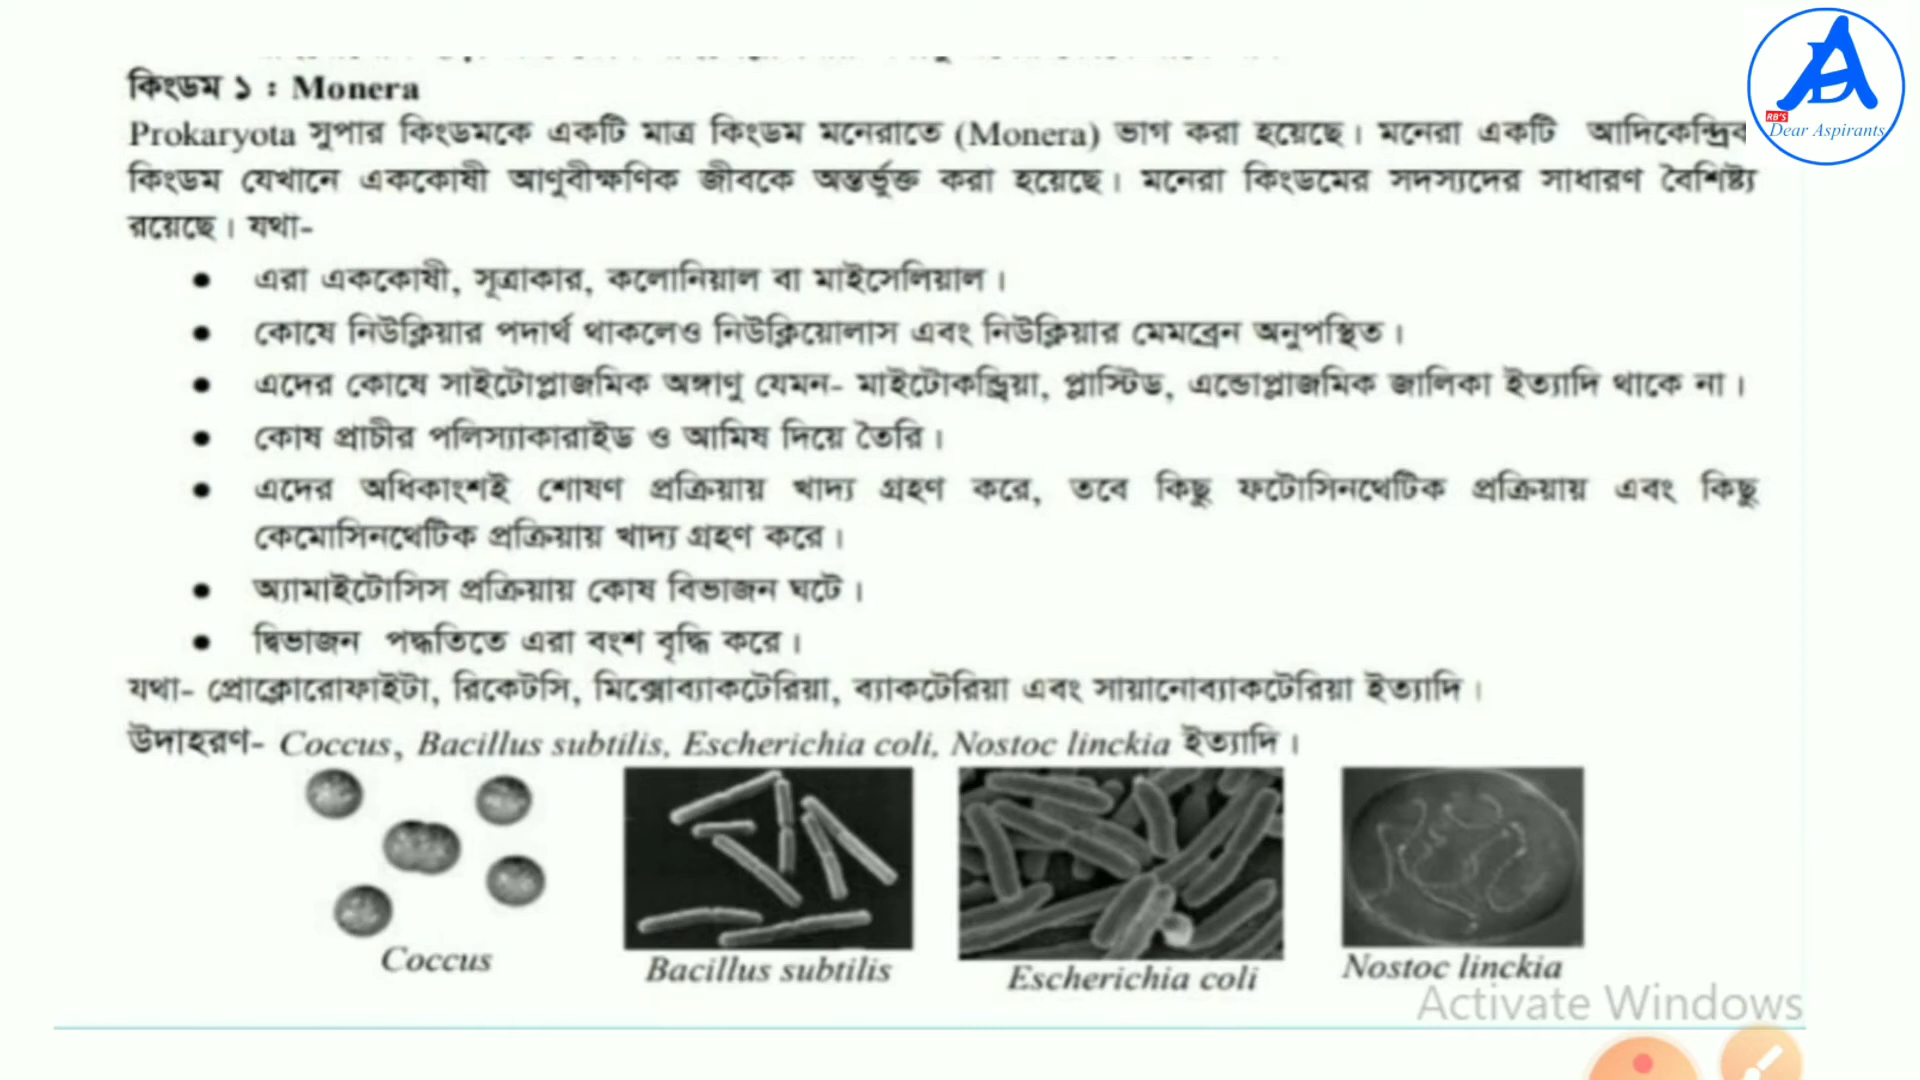 কিংডম ১ : Monera
Prokaryota সুপার কিংডমকে একটি মাত্র কিংডম মনেরাতে (Monera) ভাগ করা হয়েছে। মনেরা একটি আদিকেন্দ্রিক
কিংডম যেখানে এককোষী আণুবীক্ষণিক জীবকে অন্তর্ভূক্ত করা হয়েছে। মনেরা কিংডমের সদস্যদের সাধারণ বৈশিষ্ট্য
রয়েছে। যথা-
● এরা এককোষী, সূত্রাকার, কলোনিয়াল বা মাইসেলিয়াল।
● কোষে নিউক্লিয়ার পদার্থ থাকলেও নিউক্লিয়োলাস এবং নিউক্লিয়ার মেমব্রেন অনুপস্থিত।
● এদের কোষে সাইটোপ্লাজমিক অঙ্গাণু যেমন- মাইটোকন্ড্রিয়া, প্লাস্টিড, এন্ডোপ্লাজমিক জালিকা ইত্যাদি থাকে না।
● কোষ প্রাচীর পলিস্যাকারাইড ও আমিষ দিয়ে তৈরি।
● এদের অধিকাংশই শোষণ প্রক্রিয়ায় খাদ্য গ্রহণ করে, তবে কিছু ফটোসিনথেটিক প্রক্রিয়ায় এবং কিছু
কেমোসিনথেটিক প্রক্রিয়ায় খাদ্য গ্রহণ করে।
● অ্যামাইটোসিস প্রক্রিয়ায় কোষ বিভাজন ঘটে।
● দ্বিভাজন পদ্ধতিতে এরা বংশ বৃদ্ধি করে।
যথা- প্রোক্লোরোফাইটা, রিকেটসি, মিক্সোব্যাকটেরিয়া, ব্যাকটেরিয়া এবং সায়ানোব্যাকটেরিয়া ইত্যাদি।
উদাহরণ- Coccus, Bacillus subtilis, Escherichia coli, Nostoc linckia ইত্যাদি।
Coccus
Bacillus subtilis
Escherichia coli
Nostoc linckia
Activate Windows
AD
RB'S
Dear Aspirants